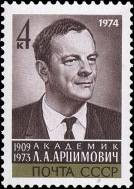 4
К
1974
1909
1973
АКАДЕМИК
Л.А.АРЦИМОВИЧ
ПОЧТА СССР